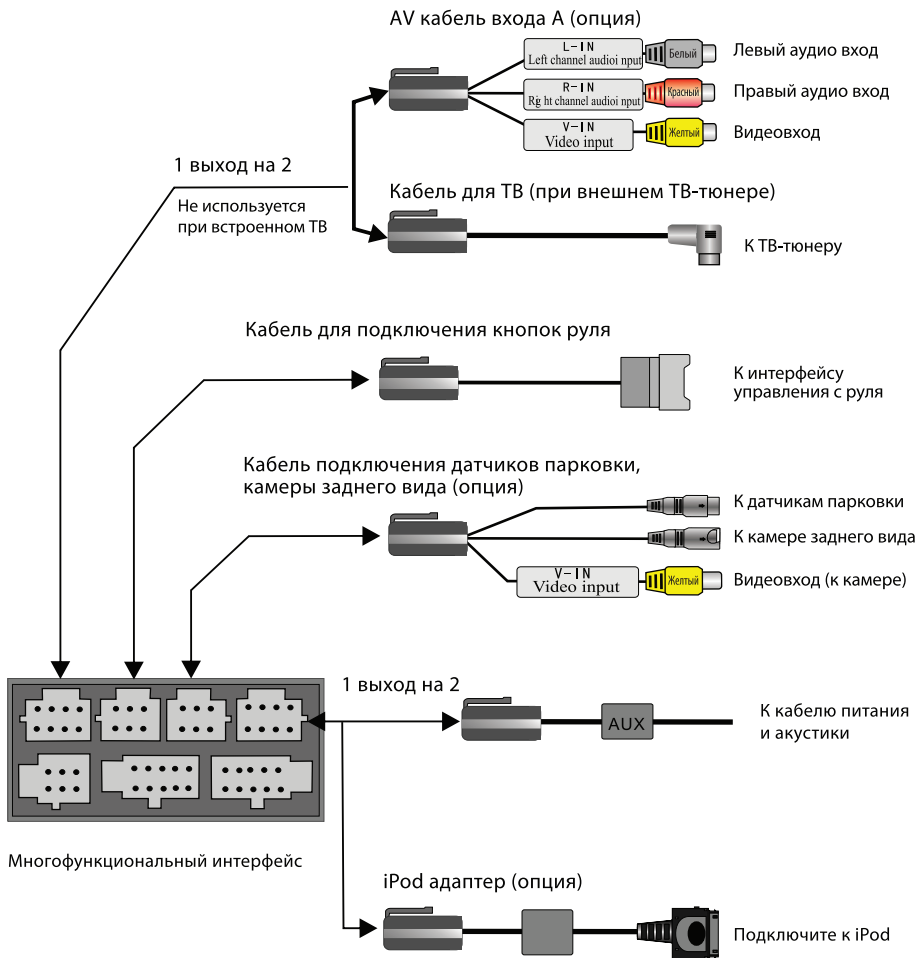 AV кабель входа А (опция)
L-IN
Left channel audioi nput
Белый
Левый аудио вход
R-IN
Rig ht channel audioi nput
Красный
Правый аудио вход
V-IN
Video input
Желтый
Видеовход
1 выход на 2
Не используется
при встроенном ТВ
Кабель для ТВ (при внешнем ТВ-тюнере)
К ТВ-тюнеру
Кабель для подключения кнопок руля
К интерфейсу
управления с руля
Кабель подключения датчиков парковки,
камеры заднего вида (опция)
К датчикам парковки
К камере заднего вида
V-IN
Video input
Желтый
Видеовход (к камере)
1 выход на 2
AUX
К кабелю питания
и акустики
Многофункциональный интерфейс
iPod адаптер (опция)
Подключите к iPod